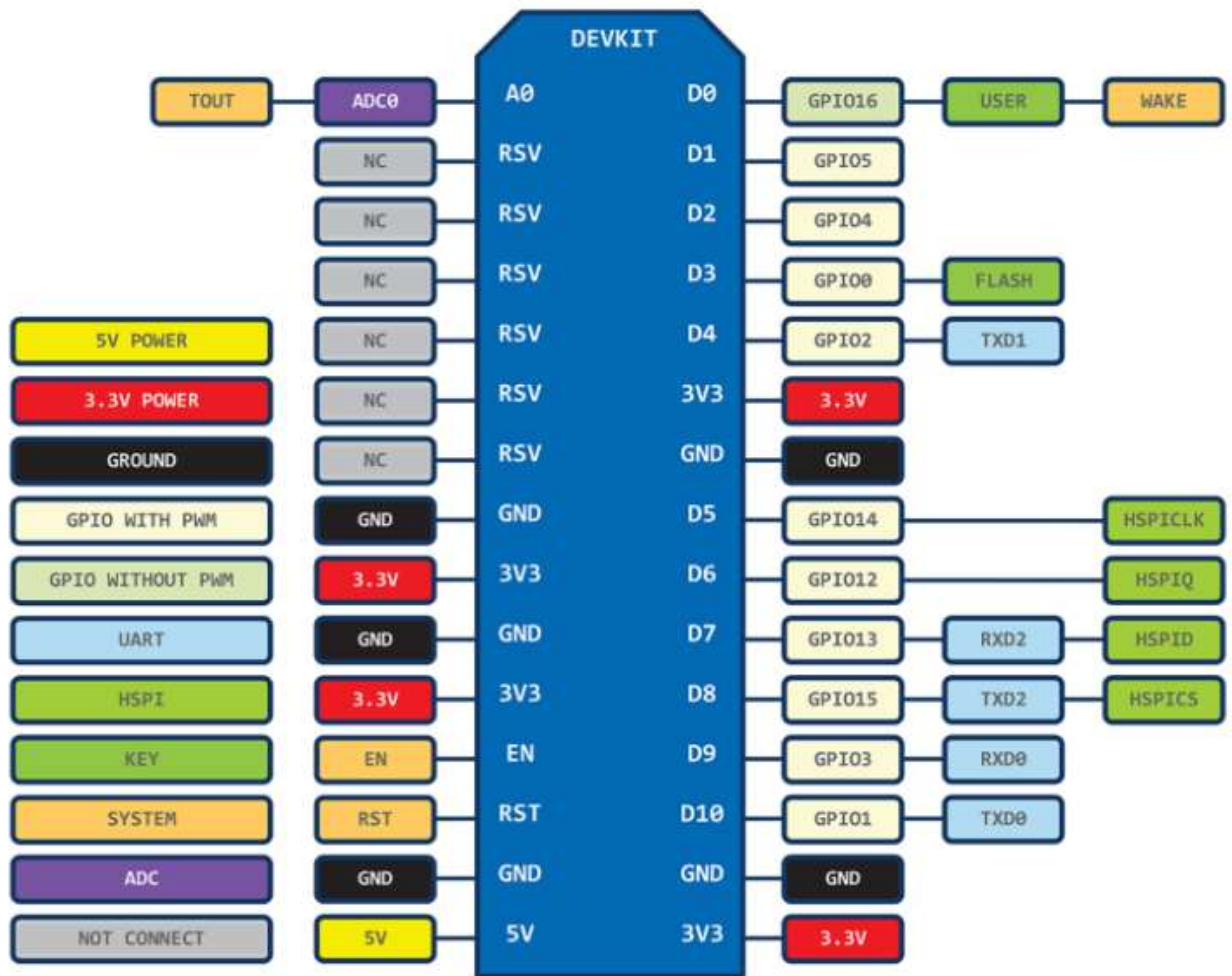 DEVKIT
TOUT ADC0 A0 D0 GPIO16 USER WAKE
NC RSV D1 GPIO5
NC RSV D2 GPIO4
NC RSV D3 GPIO0 FLASH
5V POWER NC RSV D4 GPIO2 TXD1
3.3V POWER NC RSV 3V3 3.3V
GROUND NC RSV GND GND
GPIO WITH PWM GND GND D5 GPIO14 HSPICLK
GPIO WITHOUT PWM 3.3V 3V3 D6 GPIO12 HSPIQ
UART GND GND D7 GPIO13 RXD2 HSPID
HSPI 3.3V 3V3 D8 GPIO15 TXD2 HSPICS
KEY EN EN D9 GPIO3 RXD0
SYSTEM RST RST D10 GPIO1 TXD0
ADC GND GND GND GND
NOT CONNECT 5V 5V 3V3 3.3V